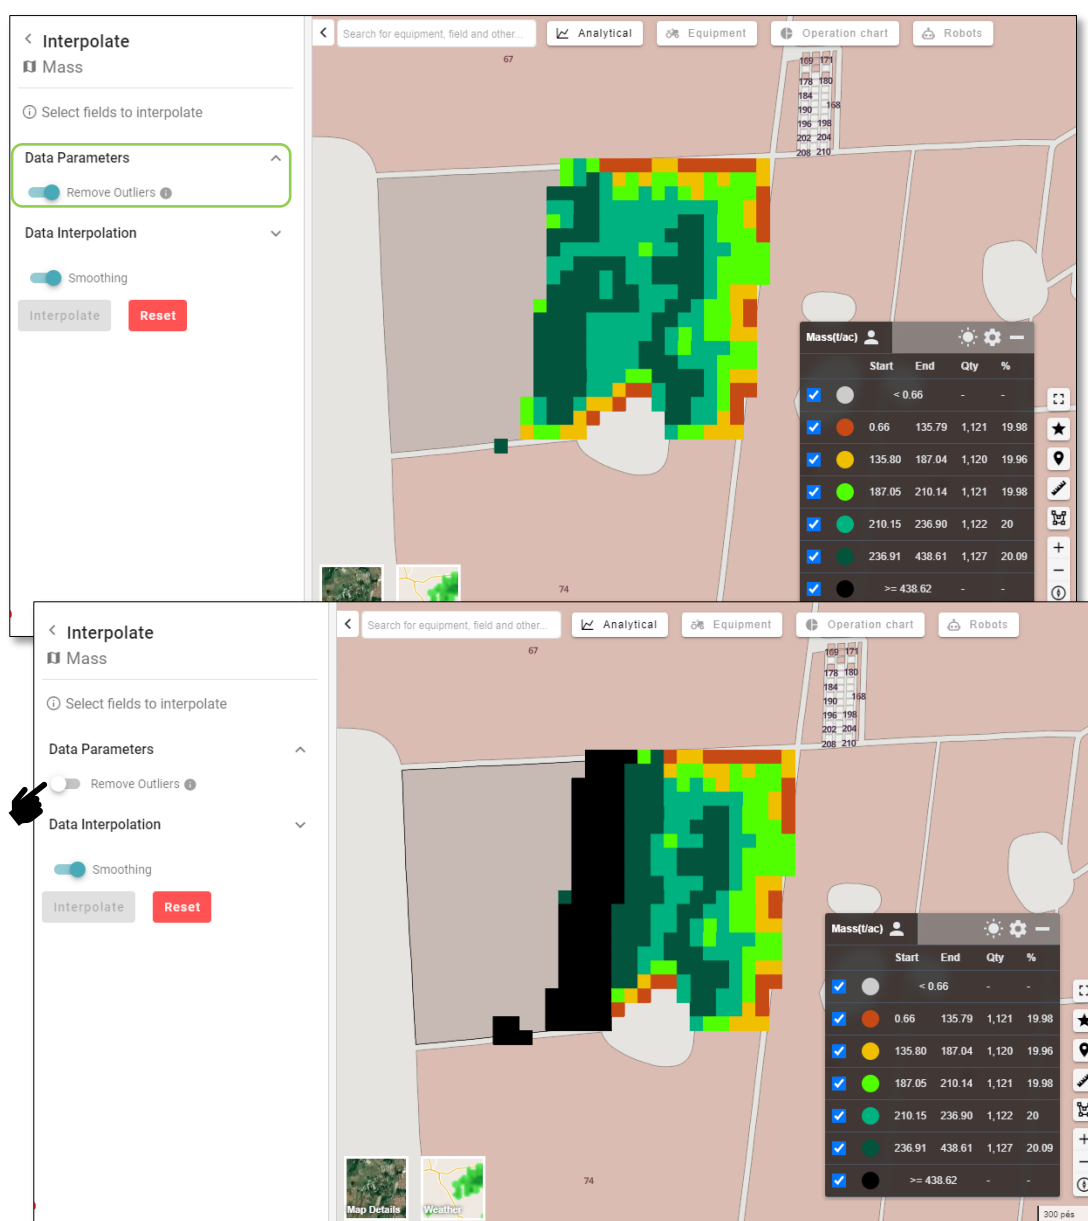 Interpolate
Mass
Select fields to interpolate
Data Parameters
Remove Outliers
Data Interpolation
Smoothing
Interpolate Reset
Search for equipment, field and other... Analytical Equipment Operation chart Robots
67
169 171
178 180
184
190 168
196 198
202 204
208 210
74
Mass(t/ac)
Start End Qty %
< 0.66 - -
0.66 135.79 1,121 19.98
135.80 187.04 1,120 19.96
187.05 210.14 1,121 19.98
210.15 236.90 1,122 20
236.91 438.61 1,127 20.09
>= 438.62 - -
Interpolate
Mass
Select fields to interpolate
Data Parameters
Remove Outliers
Data Interpolation
Smoothing
Interpolate Reset
Search for equipment, field and other... Analytical Equipment Operation chart Robots
67
169 171
178 180
184
190 168
196 198
202 204
208 210
74
Mass(t/ac)
Start End Qty %
< 0.66 - -
0.66 135.79 1,121 19.98
135.80 187.04 1,120 19.96
187.05 210.14 1,121 19.98
210.15 236.90 1,122 20
236.91 438.61 1,127 20.09
>= 438.62 - -
Map Details Weather
300 pés